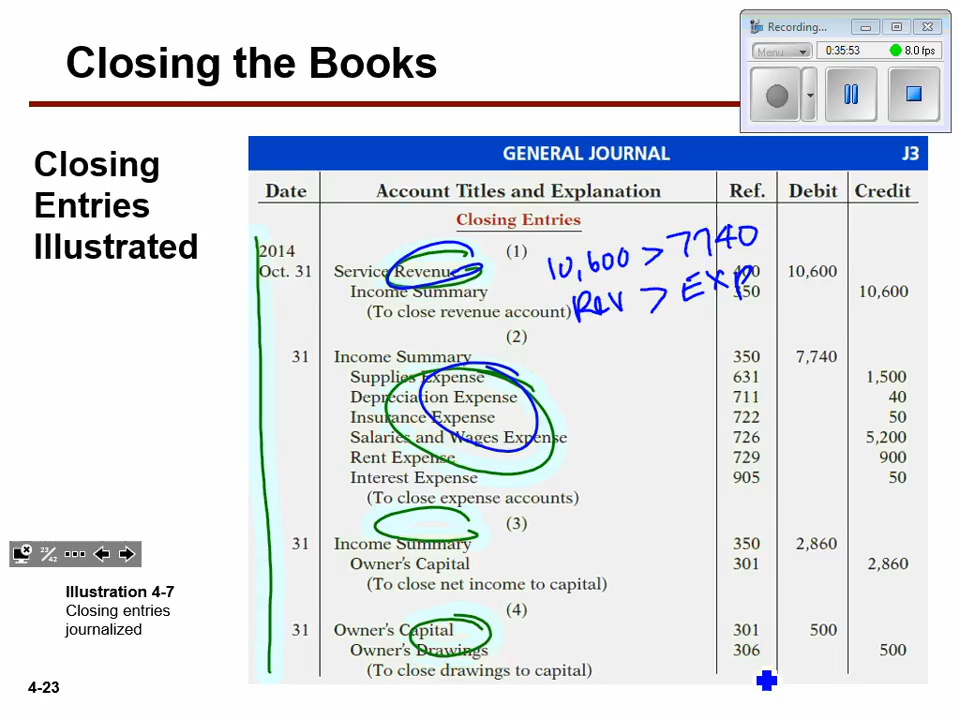 Closing the Books
Recording...
Menu
0:35:53
8.0 fps
Closing
Entries
Illustrated
GENERAL JOURNAL J3
Date Account Titles and Explanation Ref. Debit Credit
Closing Entries
2014 (1)
10,600 > 7740
Oct. 31 Service Revenue 400 10,600
Income Summary 350 10,600
Rev > EXP
(To close revenue account)
(2)
31 Income Summary 350 7,740
Supplies Expense 631 1,500
Depreciation Expense 711 40
Insurance Expense 722 50
Salaries and Wages Expense 726 5,200
Rent Expense 729 900
Interest Expense 905 50
(To close expense accounts)
(3)
31 Income Summary 350 2,860
Owner's Capital 301 2,860
(To close net income to capital)
(4)
31 Owner's Capital 301 500
Owner's Drawings 306 500
(To close drawings to capital)
23/42
Illustration 4-7
Closing entries
journalized
4-23